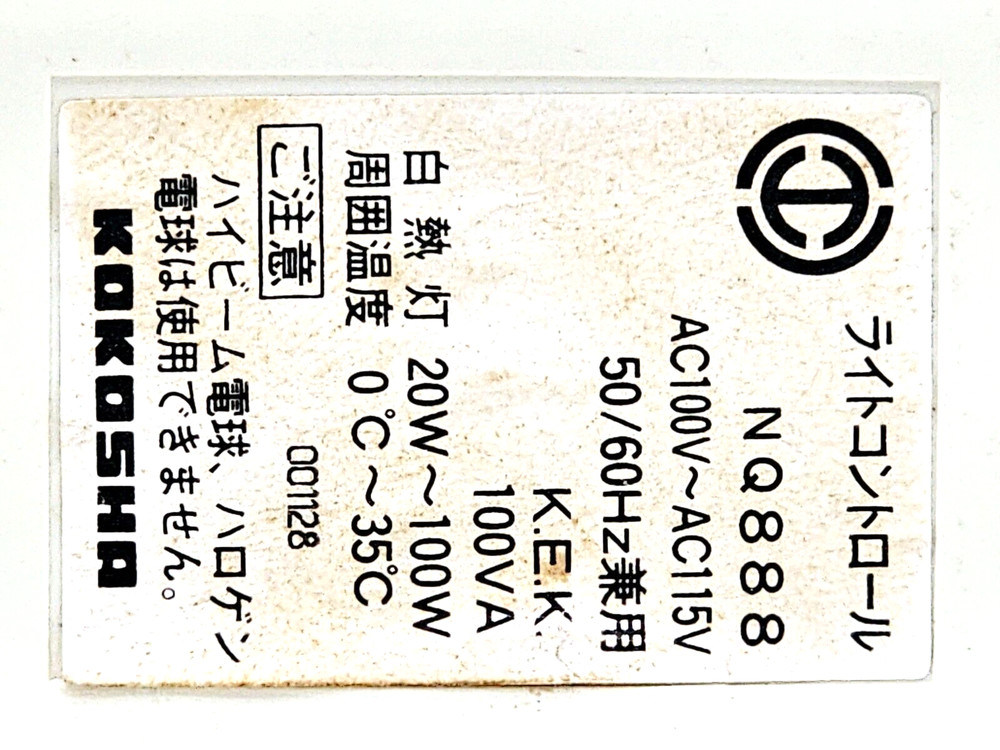 ライトコントロール
NQ888
AC100V～AC115V
50/60Hz兼用
K.E.K.
100VA
白熱灯 20W～100W
周囲温度 0℃～35℃
001128
ご注意
ハイビーム電球、ハロゲン
電球は使用できません。
KOKOSHA